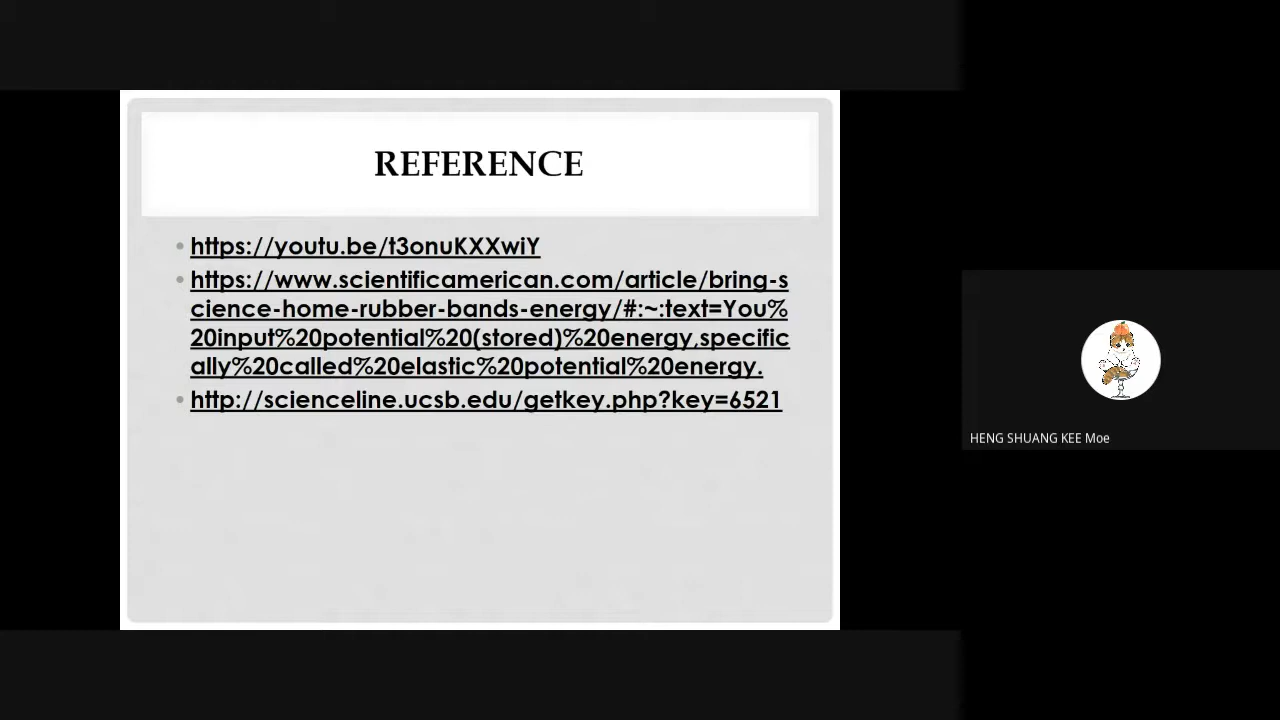 REFERENCE
https://youtu.be/t3onuKXXwiY
https://www.scientificamerican.com/article/bring-s
cience-home-rubber-bands-energy/#:~:text=You%
20input%20potential%20(stored)%20energy,specific
ally%20called%20elastic%20potential%20energy.
http://scienceline.ucsb.edu/getkey.php?key=6521
HENG SHUANG KEE Moe